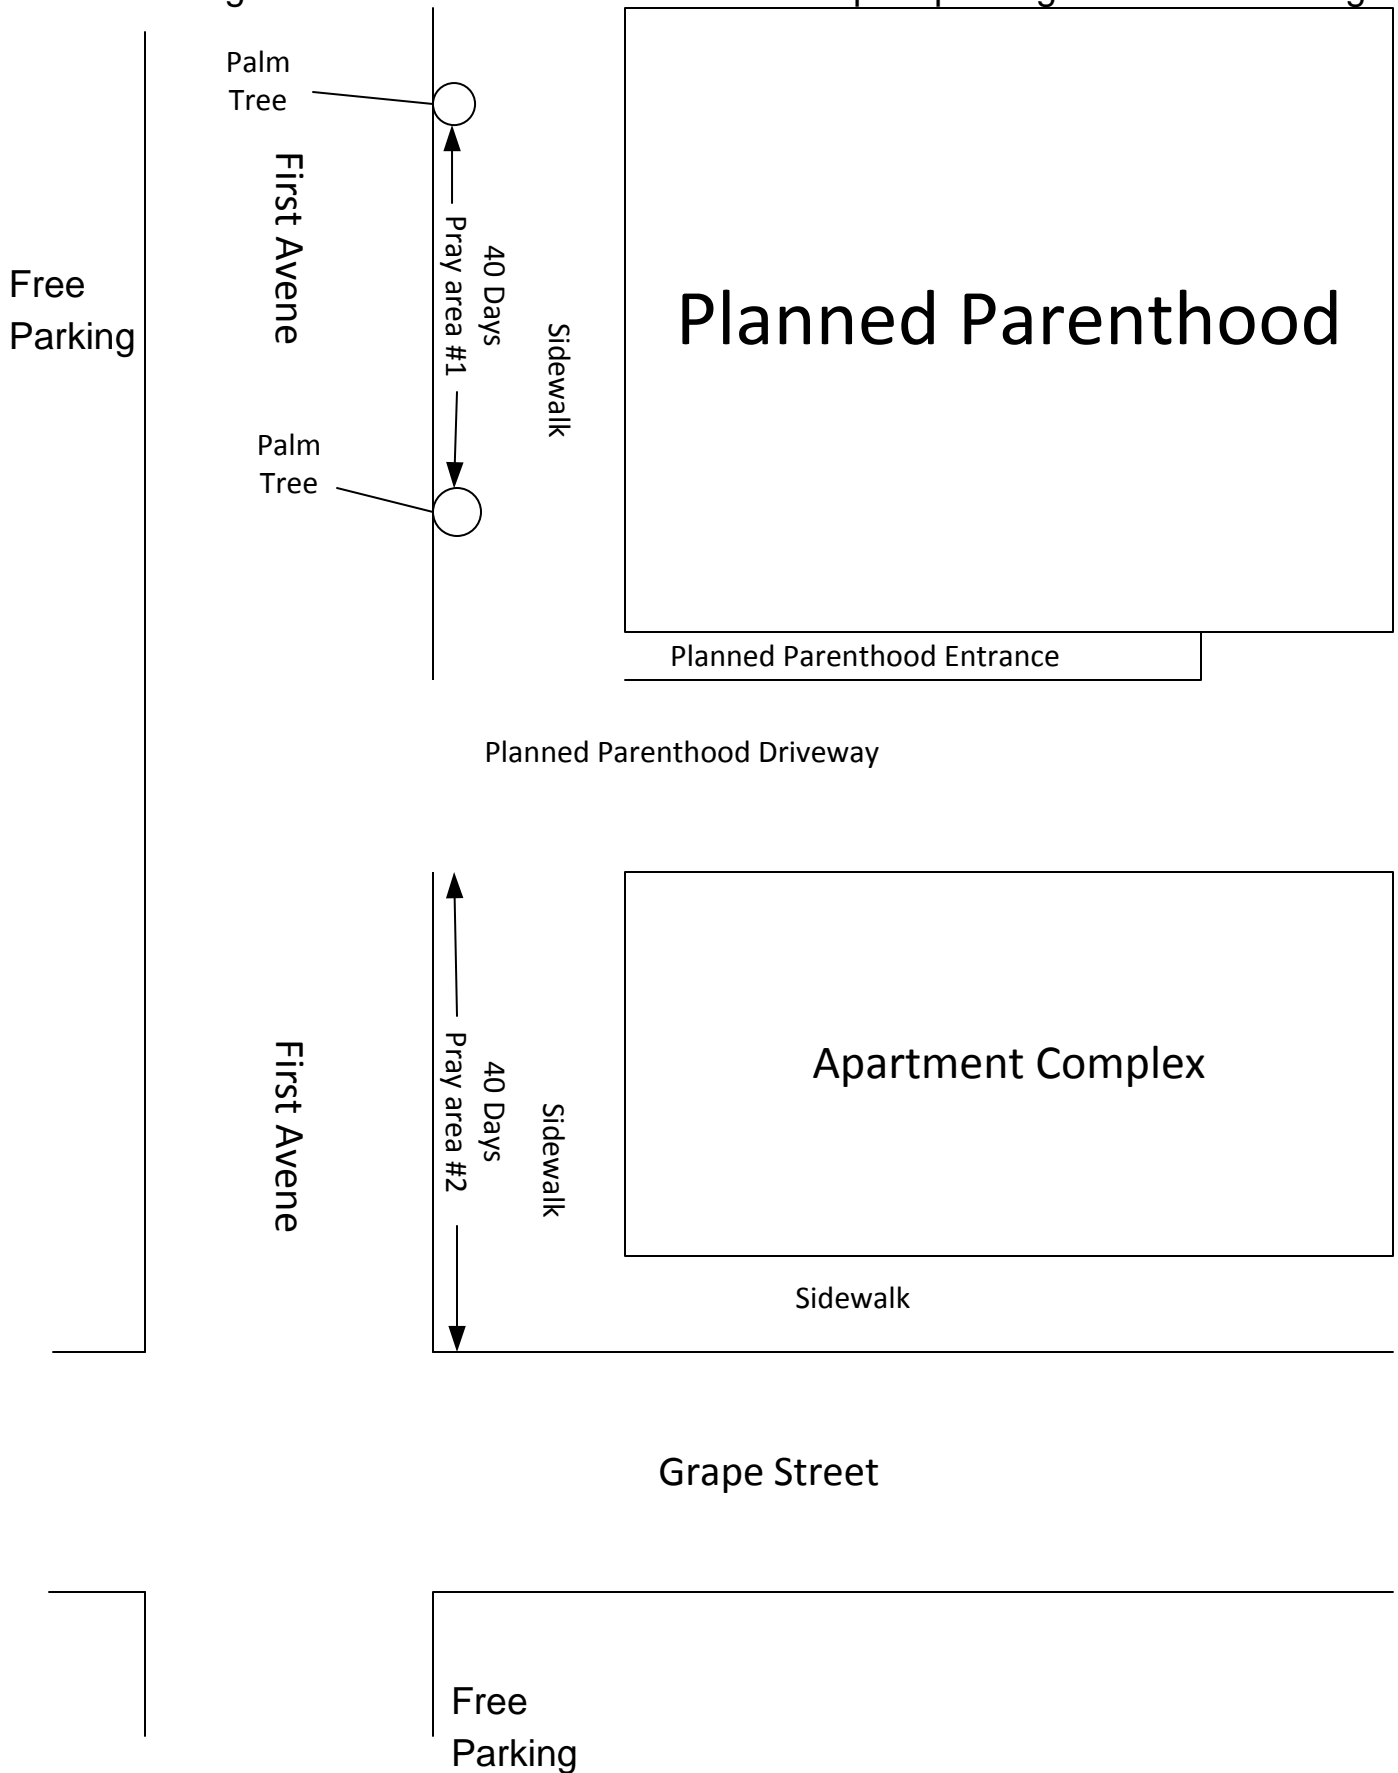 Palm
Tree
First Avene
40 Days
Pray area #1
Free
Parking
Sidewalk
Planned Parenthood
Palm
Tree
Planned Parenthood Entrance
Planned Parenthood Driveway
First Avene
40 Days
Pray area #2
Sidewalk
Apartment Complex
Sidewalk
Grape Street
Free
Parking